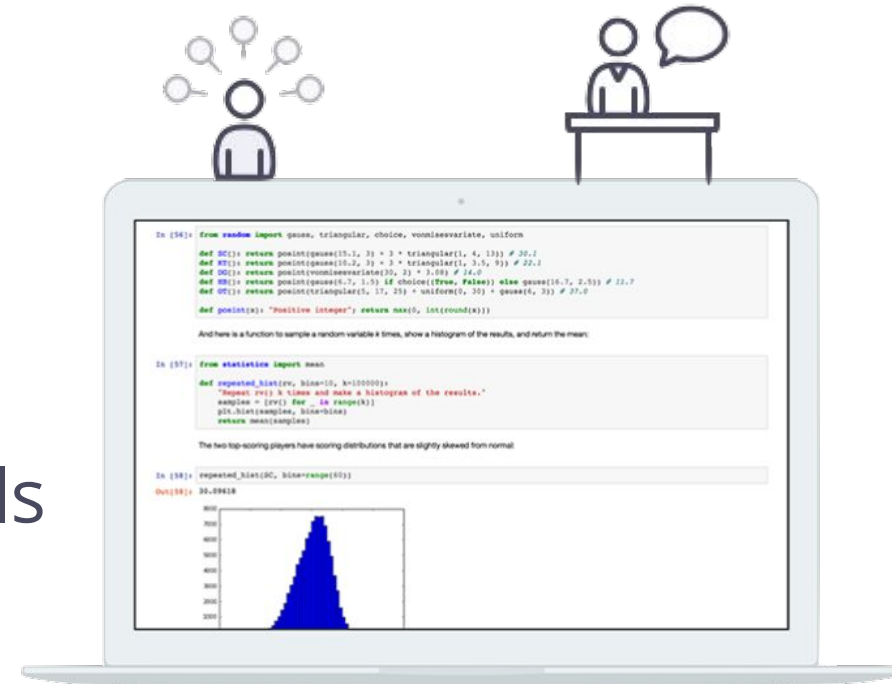 In [56]: from random import gauss, triangular, choice, vonmisesvariate, uniform
def SC(): return posint(gauss(15.1, 3) + 3 * triangular(1, 4, 13)) # 30.1
def KT(): return posint(gauss(10.2, 3) + 3 * triangular(1, 3.5, 9)) # 22.1
def DG(): return posint(vonmisesvariate(30, 2) * 3.08) # 14.0
def HB(): return posint(gauss(6.7, 1.5) if choice((True, False)) else gauss(16.7, 2.5)) # 11.7
def OT(): return posint(triangular(5, 17, 25) + uniform(0, 30) + gauss(6, 3)) # 37.0
def posint(x): "Positive integer"; return max(0, int(round(x)))
And here is a function to sample a random variable k times, show a histogram of the results, and return the mean:
In [57]: from statistics import mean
def repeated_hist(rv, bins=10, k=100000):
"Repeat rv() k times and make a histogram of the results."
samples = [rv() for _ in range(k)]
plt.hist(samples, bins=bins)
return mean(samples)
The two top-scoring players have scoring distributions that are slightly skewed from normal:
In [58]: repeated_hist(SC, bins=range(60))
Out[58]: 30.09618
ls
8000
7000
6000
5000
4000
3000
2000
1000